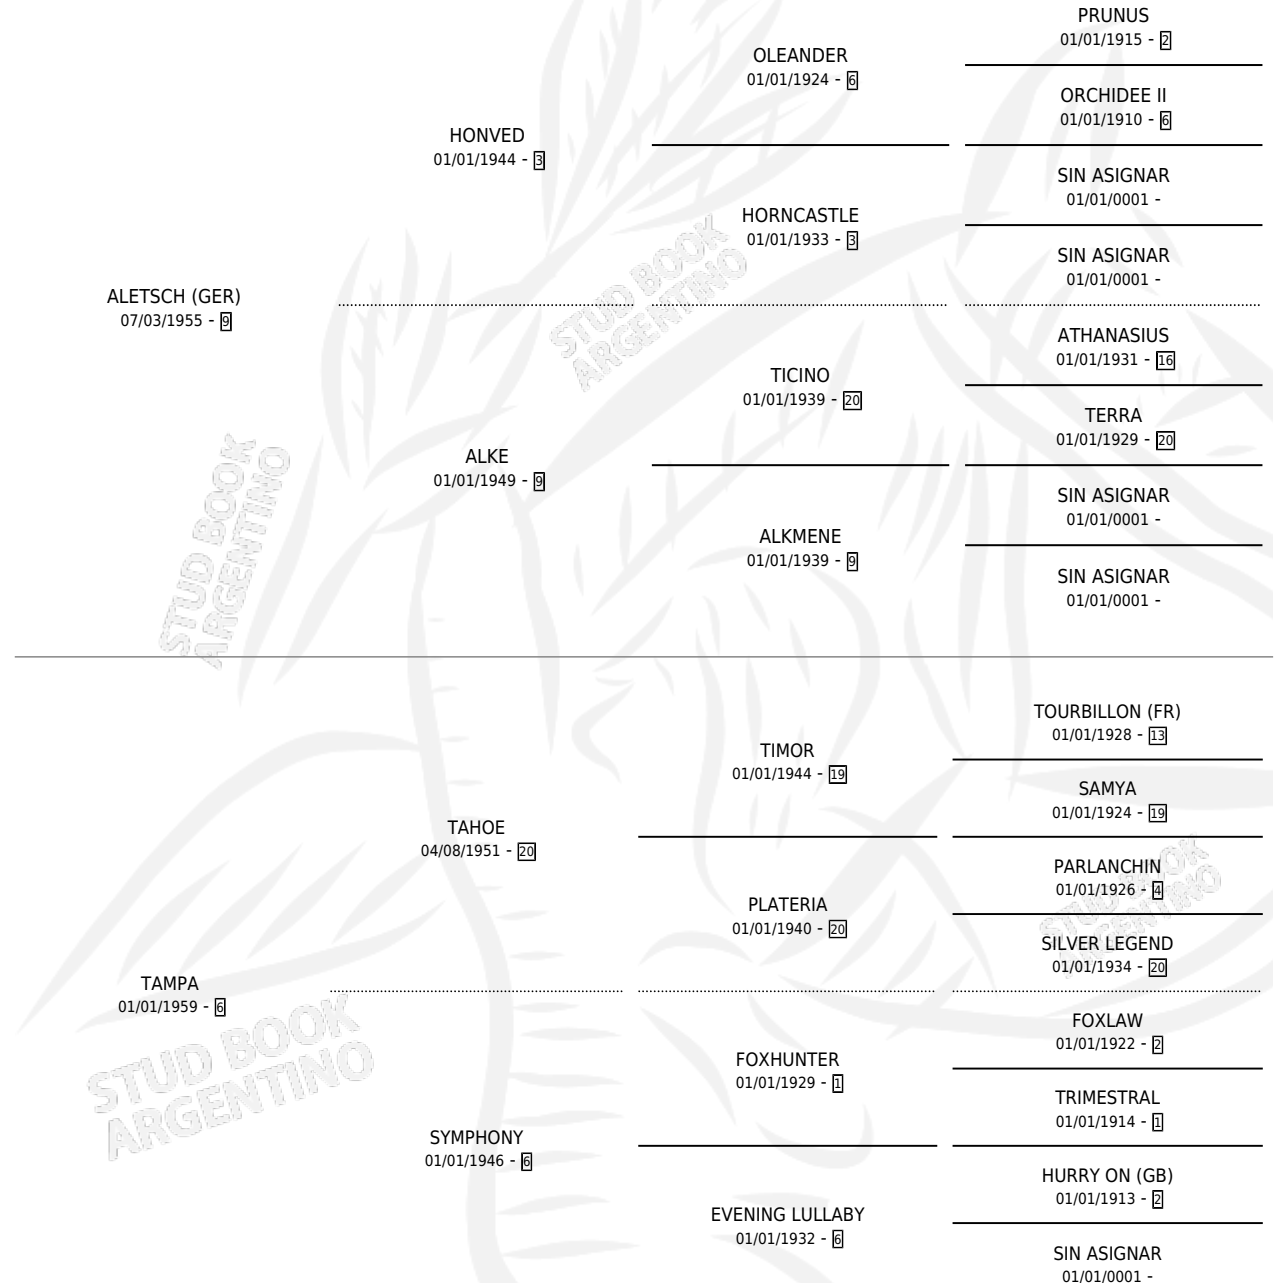 PRUNUS
01/01/1915 - 2
OLEANDER
01/01/1924 - 6
ORCHIDEE II
01/01/1910 - 6
HONVED
01/01/1944 - 3
SIN ASIGNAR
01/01/0001 -
HORNCASTLE
01/01/1933 - 3
SIN ASIGNAR
01/01/0001 -
ALETSCH (GER)
07/03/1955 - 9
ATHANASIUS
01/01/1931 - 16
TICINO
01/01/1939 - 20
TERRA
01/01/1929 - 20
ALKE
01/01/1949 - 9
SIN ASIGNAR
01/01/0001 -
ALKMENE
01/01/1939 - 9
SIN ASIGNAR
01/01/0001 -
TOURBILLON (FR)
01/01/1928 - 13
TIMOR
01/01/1944 - 19
SAMYA
01/01/1924 - 19
TAHOE
04/08/1951 - 20
PARLANCHIN
01/01/1926 - 4
PLATERIA
01/01/1940 - 20
SILVER LEGEND
01/01/1934 - 20
TAMPA
01/01/1959 - 6
FOXLAW
01/01/1922 - 2
FOXHUNTER
01/01/1929 - 1
TRIMESTRAL
01/01/1914 - 1
SYMPHONY
01/01/1946 - 6
HURRY ON (GB)
01/01/1913 - 2
EVENING LULLABY
01/01/1932 - 6
SIN ASIGNAR
01/01/0001 -
STUD BOOK
ARGENTINO
STUD BOOK
ARGENTINO
STUD BOOK
ARGENTINO
STUD BOOK
ARGENTINO